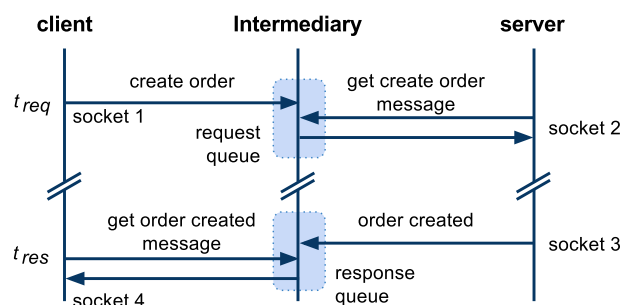 client
Intermediary
server
create order
get create order
message
t req
socket 1
socket 2
request
queue
get order created
message
order created
t res
socket 3
response
queue
socket 4